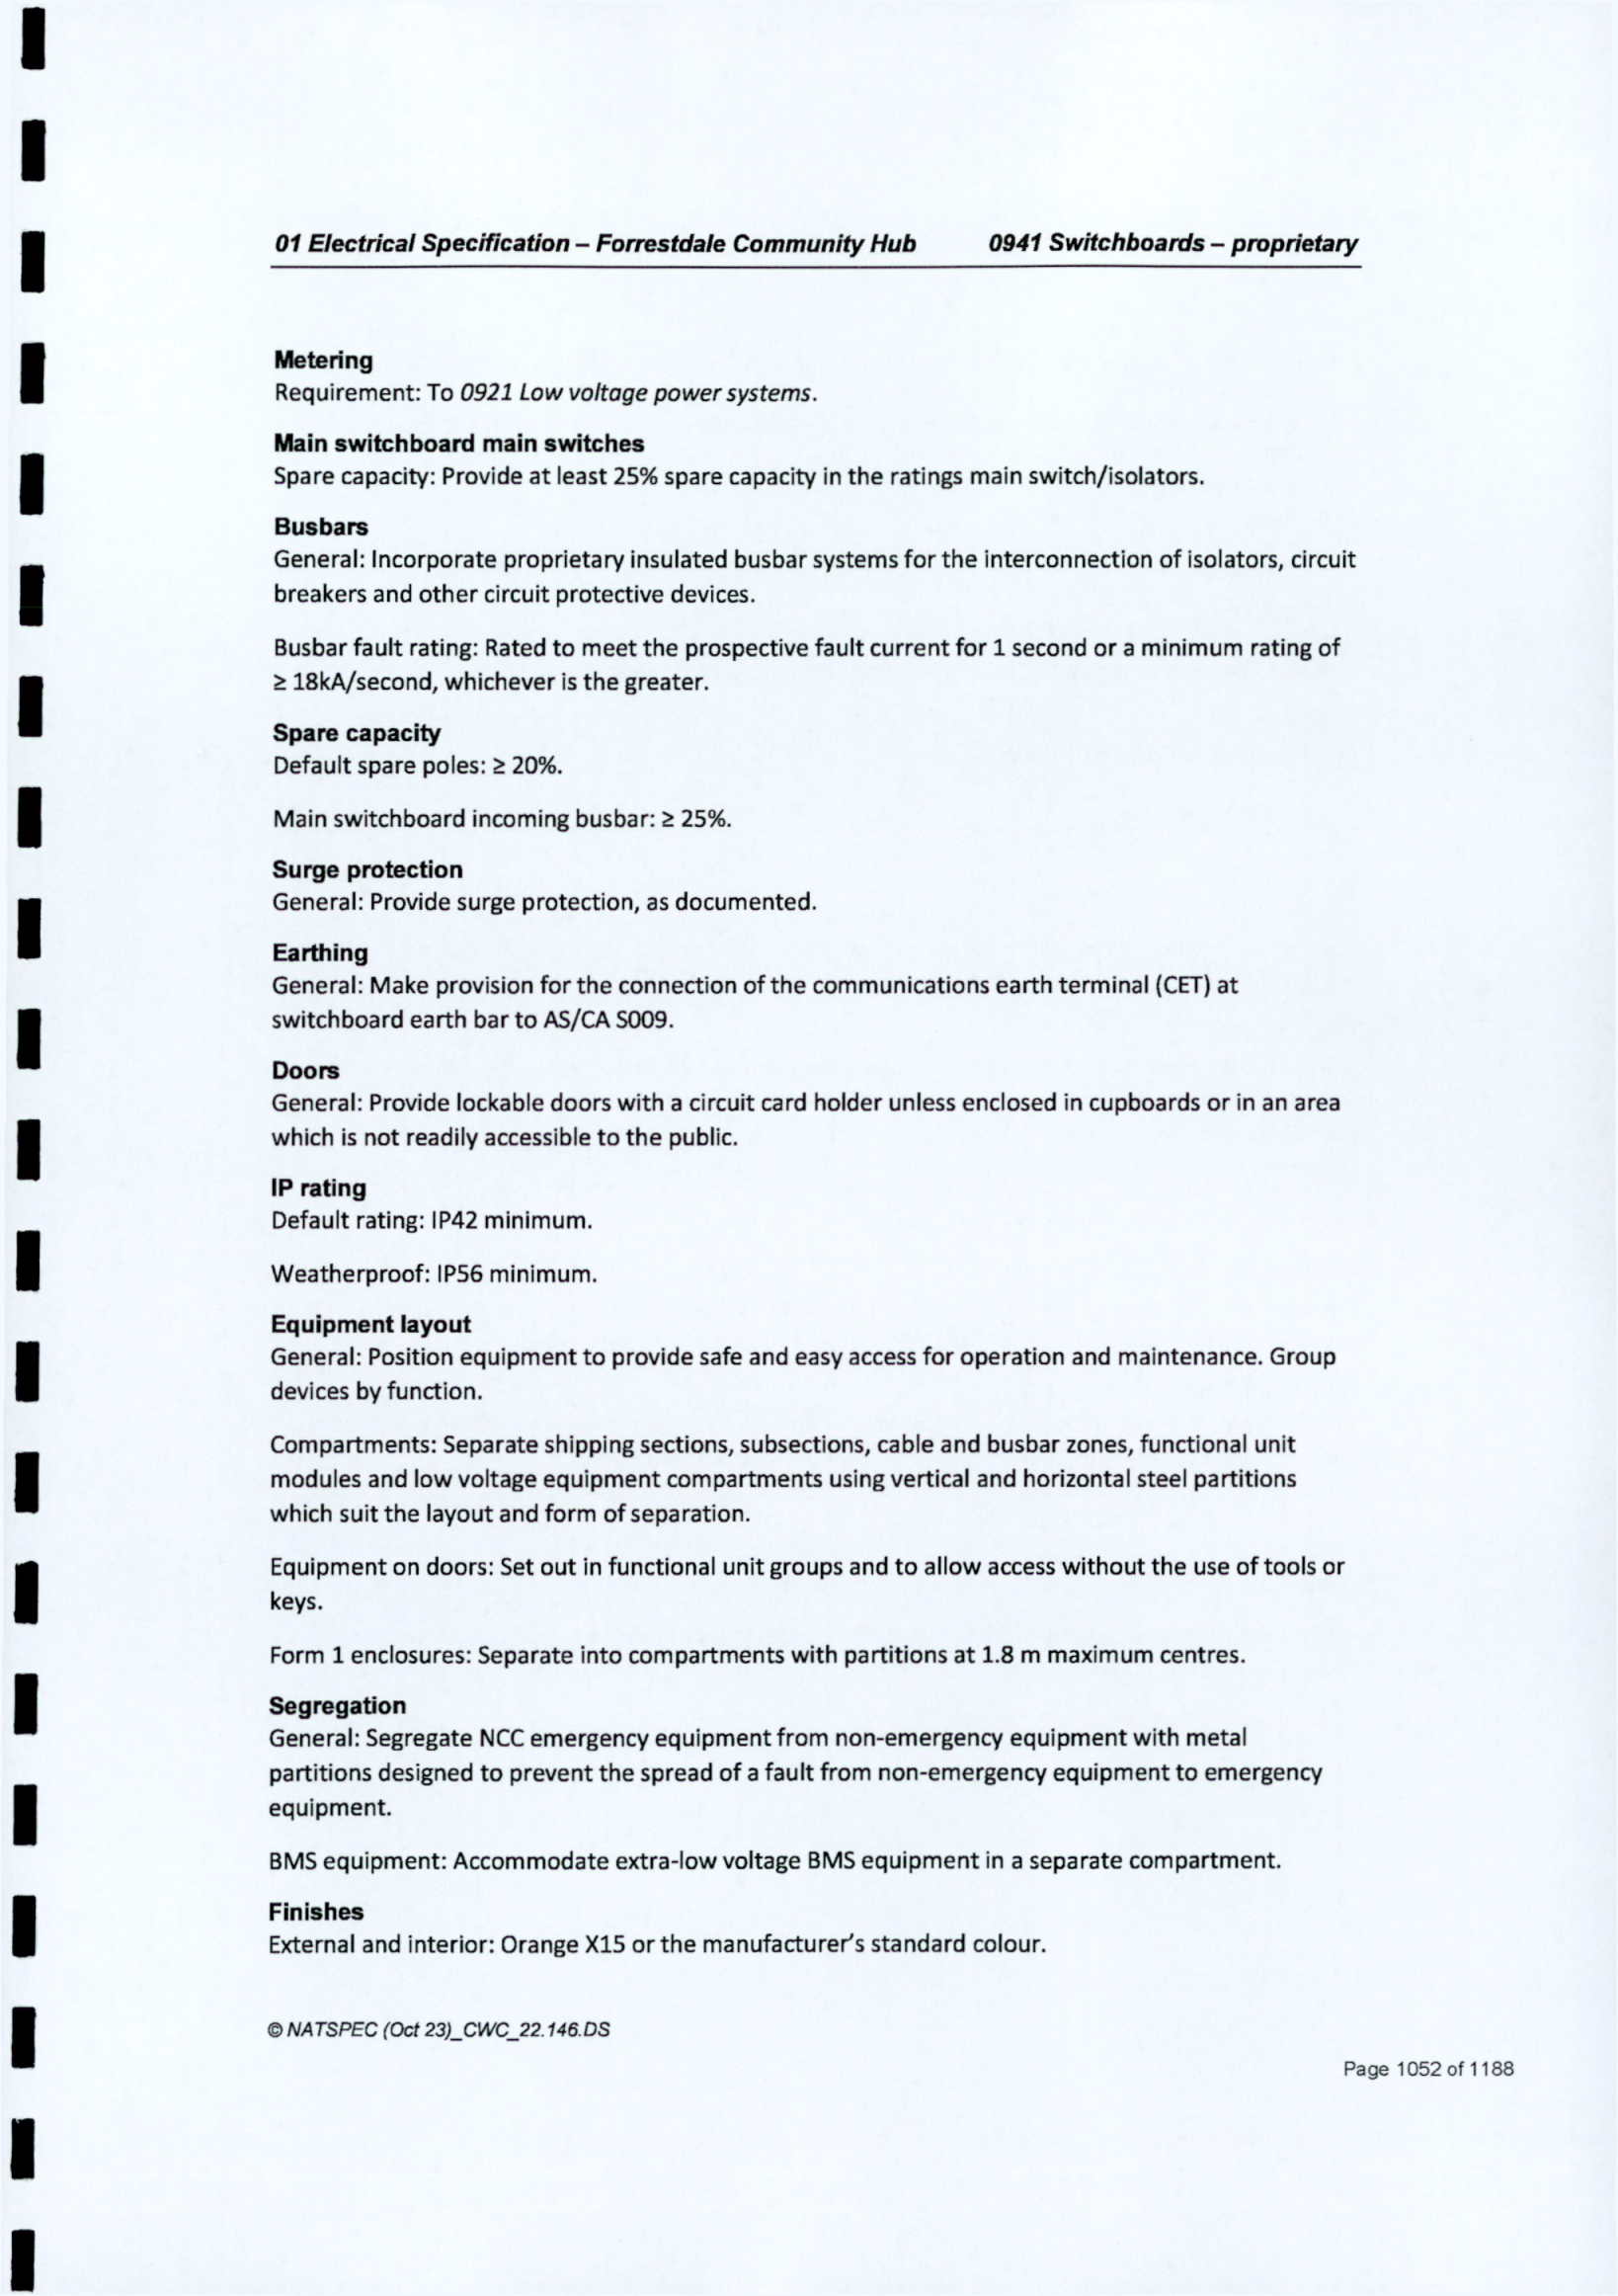 01 Electrical Specification – Forrestdale Community Hub 0941 Switchboards – proprietary
Metering
Requirement: To 0921 Low voltage power systems.
Main switchboard main switches
Spare capacity: Provide at least 25% spare capacity in the ratings main switch/isolators.
Busbars
General: Incorporate proprietary insulated busbar systems for the interconnection of isolators, circuit
breakers and other circuit protective devices.
Busbar fault rating: Rated to meet the prospective fault current for 1 second or a minimum rating of
≥ 18kA/second, whichever is the greater.
Spare capacity
Default spare poles: ≥ 20%.
Main switchboard incoming busbar: ≥ 25%.
Surge protection
General: Provide surge protection, as documented.
Earthing
General: Make provision for the connection of the communications earth terminal (CET) at
switchboard earth bar to AS/CA S009.
Doors
General: Provide lockable doors with a circuit card holder unless enclosed in cupboards or in an area
which is not readily accessible to the public.
IP rating
Default rating: IP42 minimum.
Weatherproof: IP56 minimum.
Equipment layout
General: Position equipment to provide safe and easy access for operation and maintenance. Group
devices by function.
Compartments: Separate shipping sections, subsections, cable and busbar zones, functional unit
modules and low voltage equipment compartments using vertical and horizontal steel partitions
which suit the layout and form of separation.
Equipment on doors: Set out in functional unit groups and to allow access without the use of tools or
keys.
Form 1 enclosures: Separate into compartments with partitions at 1.8 m maximum centres.
Segregation
General: Segregate NCC emergency equipment from non-emergency equipment with metal
partitions designed to prevent the spread of a fault from non-emergency equipment to emergency
equipment.
BMS equipment: Accommodate extra-low voltage BMS equipment in a separate compartment.
Finishes
External and interior: Orange X15 or the manufacturer's standard colour.
© NATSPEC (Oct 23)_CWC_22.146.DS
Page 1052 of 1188